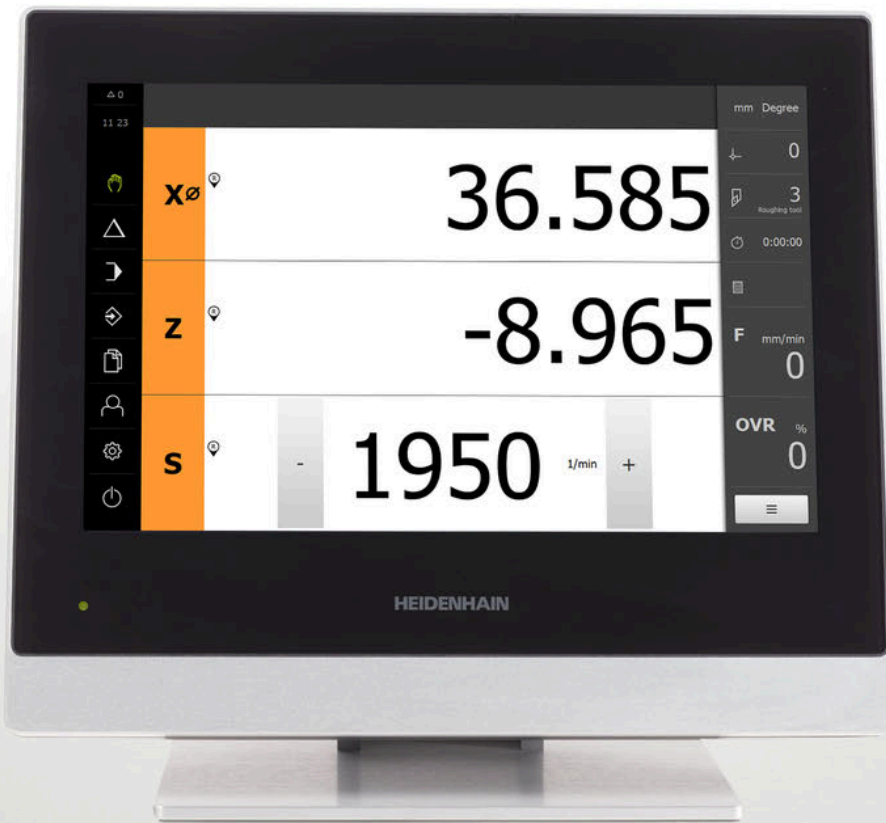 △ 0
11 23
X⌀ R 36.585
Z R -8.965
S R - 1950 1/min +
mm Degree
0
3
Roughing tool
0:00:00
F mm/min
0
OVR %
0
HEIDENHAIN